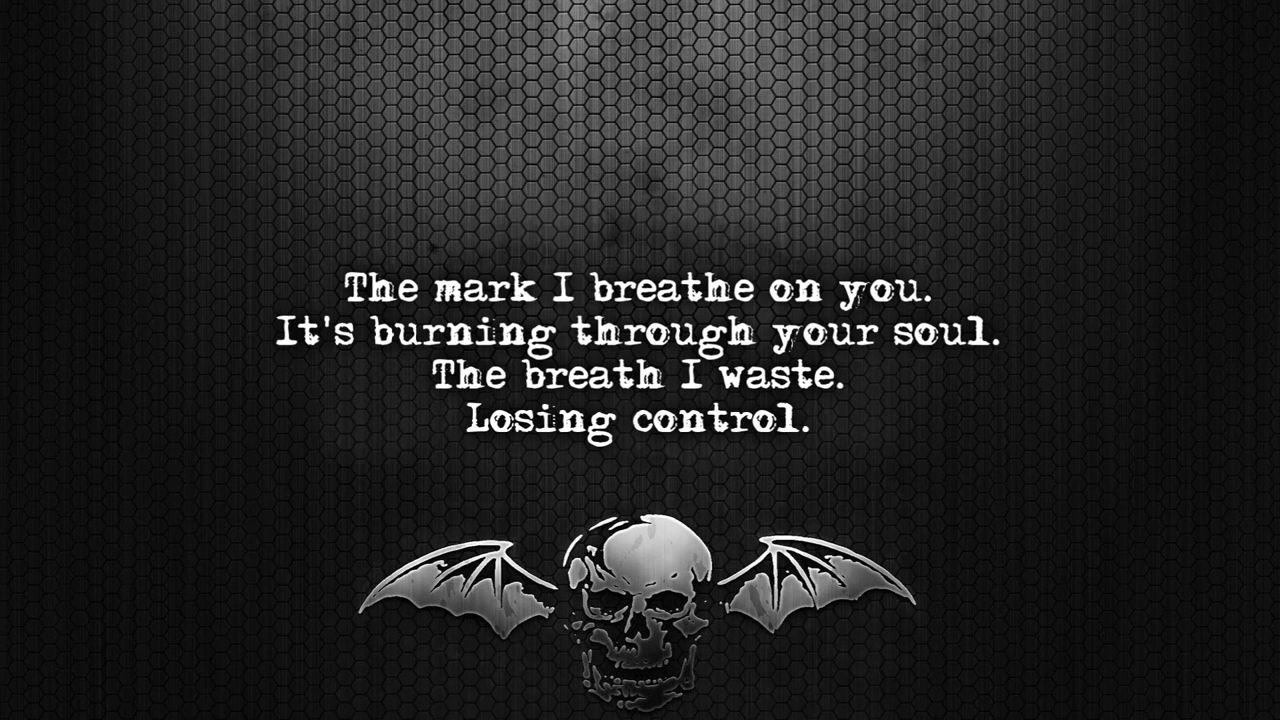 The mark I breathe on you.
It's burning through your soul.
The breath I waste.
Losing control.